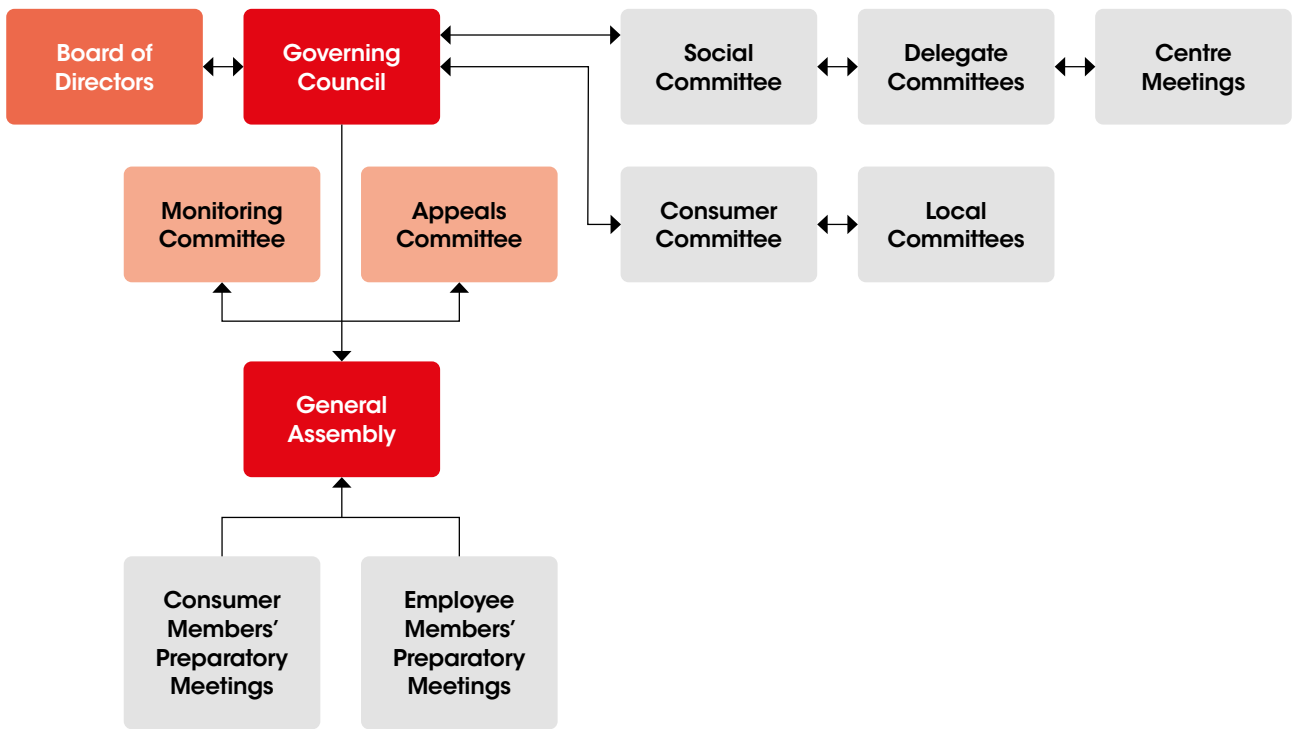 Board of
Directors
Governing
Council
Social
Committee
Delegate
Committees
Centre
Meetings
Monitoring
Committee
Appeals
Committee
Consumer
Committee
Local
Committees
General
Assembly
Consumer
Members’
Preparatory
Meetings
Employee
Members’
Preparatory
Meetings